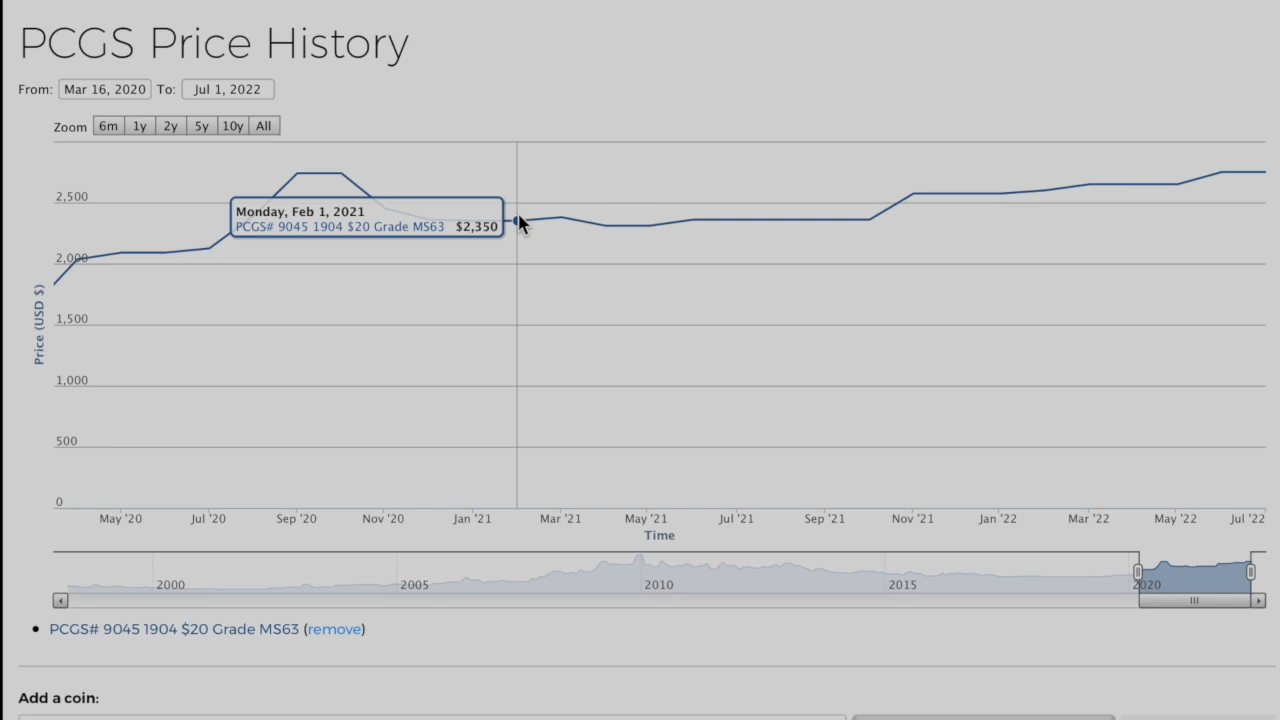 PCGS Price History
From: Mar 16, 2020 To: Jul 1, 2022
Zoom 6m 1y 2y 5y 10y All
2,500
Monday, Feb 1, 2021
PCGS# 9045 1904 $20 Grade MS63 $2,350
2,000
1,500
1,000
500
0
Price (USD $)
May '20 Jul '20 Sep '20 Nov '20 Jan '21 Mar '21 May '21 Jul '21 Sep '21 Nov '21 Jan '22 Mar '22 May '22 Jul '22
Time
2000 2005 2010 2015 2020
PCGS# 9045 1904 $20 Grade MS63 (remove)
Add a coin: